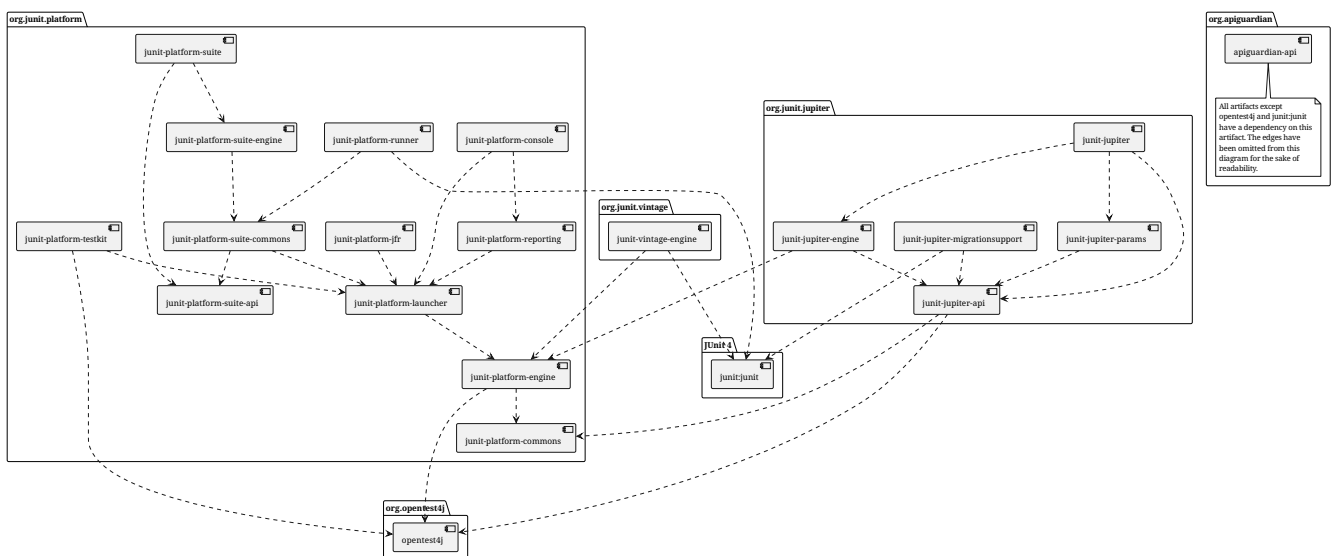 org.junit.platform
org.apiguardian
junit-platform-suite
apiguardian-api
All artifacts except
opentest4j and junit:junit
have a dependency on this
artifact. The edges have
been omitted from this
diagram for the sake of
readability.
org.junit.jupiter
junit-platform-suite-engine
junit-platform-runner
junit-platform-console
junit-jupiter
org.junit.vintage
junit-platform-testkit
junit-platform-suite-commons
junit-platform-jfr
junit-platform-reporting
junit-vintage-engine
junit-jupiter-engine
junit-jupiter-migrationsupport
junit-jupiter-params
junit-platform-suite-api
junit-platform-launcher
junit-jupiter-api
JUnit 4
junit-platform-engine
junit:junit
junit-platform-commons
org.opentest4j
opentest4j